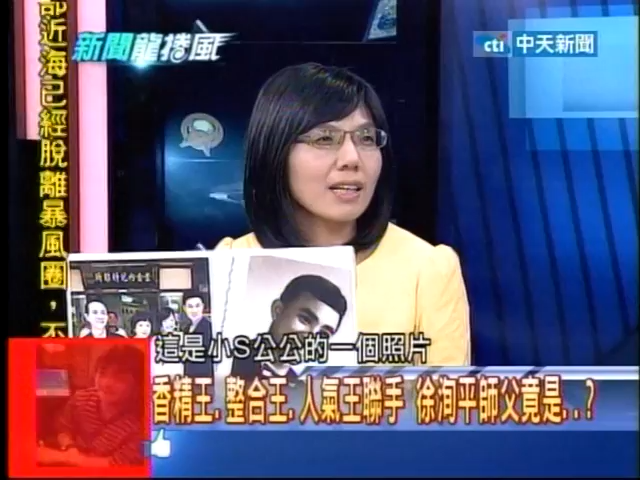 部近海已經脫離暴風圈，不
新聞龍捲風
cti 中天新聞
這是小S公公的一個照片
香精王.整合王.人氣王聯手 徐洵平師父竟是..?